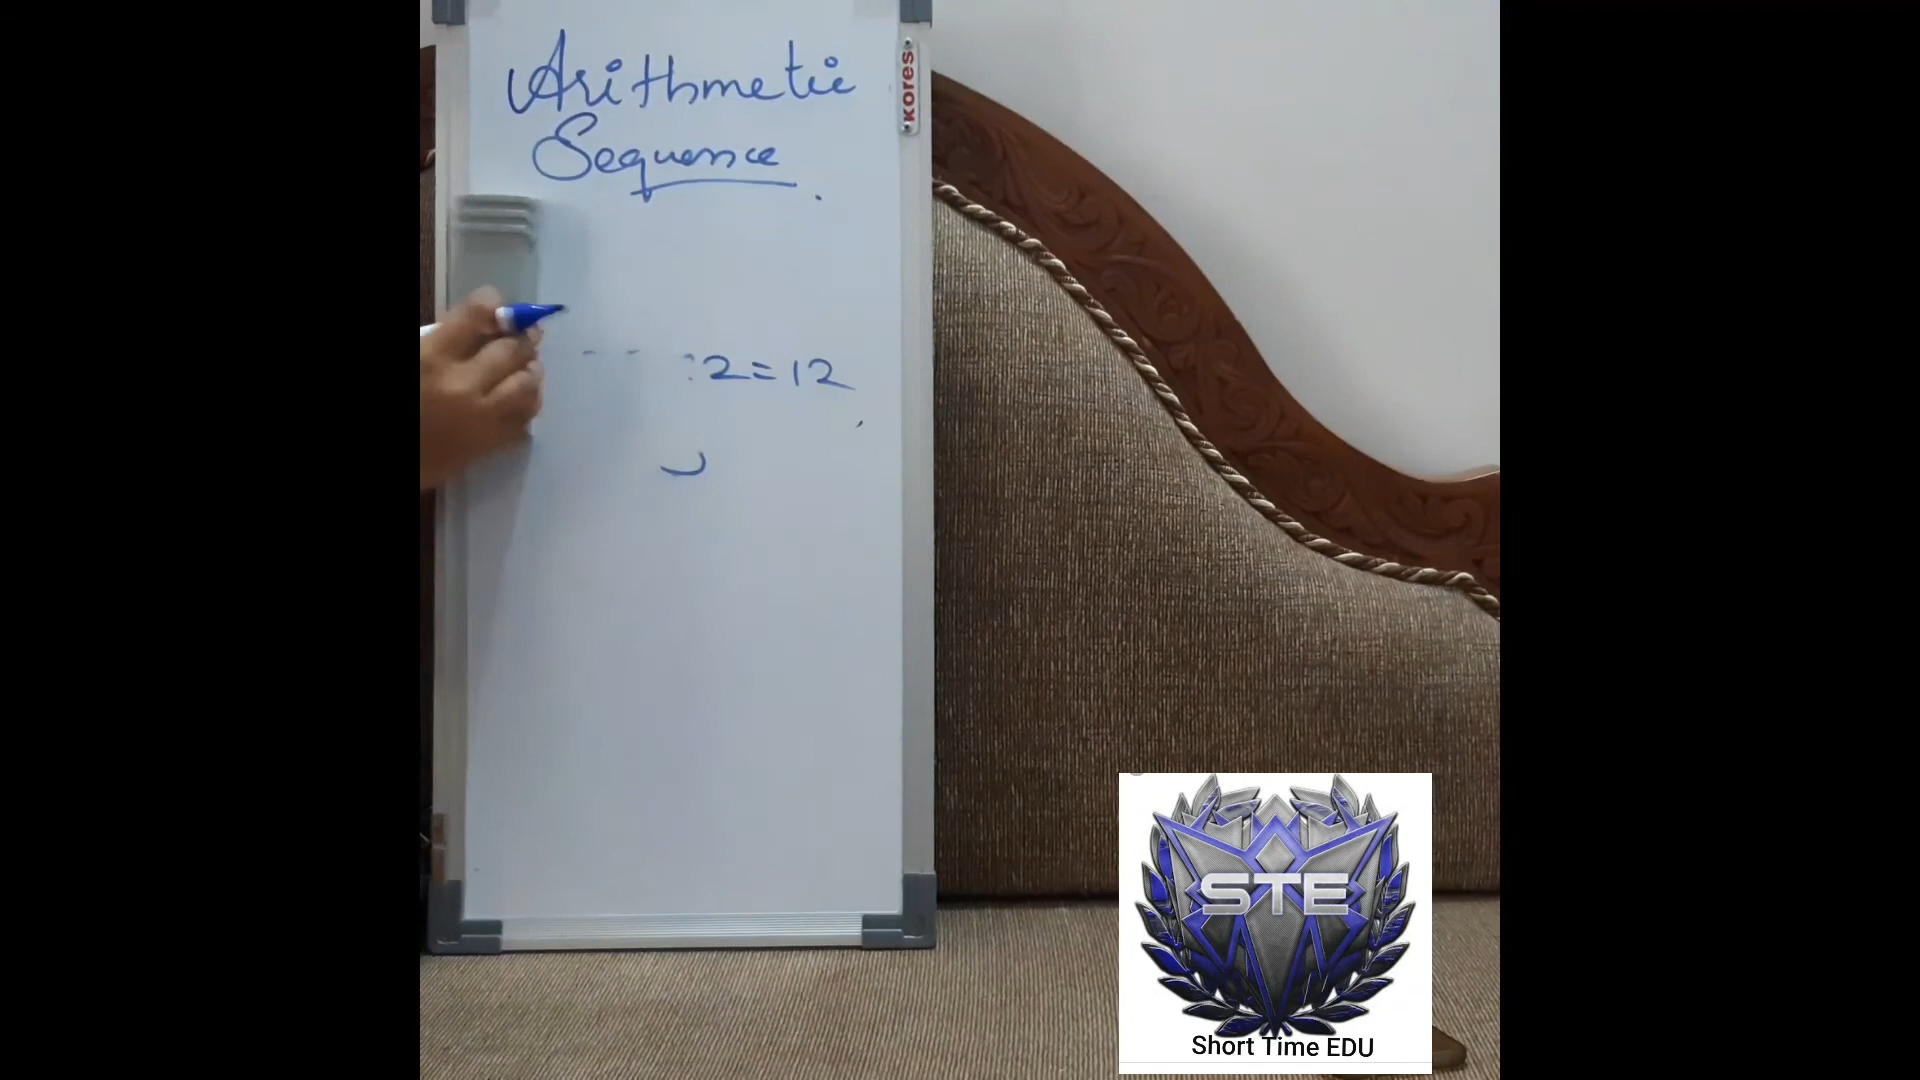 Arithmetic
Sequence
kores
2=12
STE
Short Time EDU